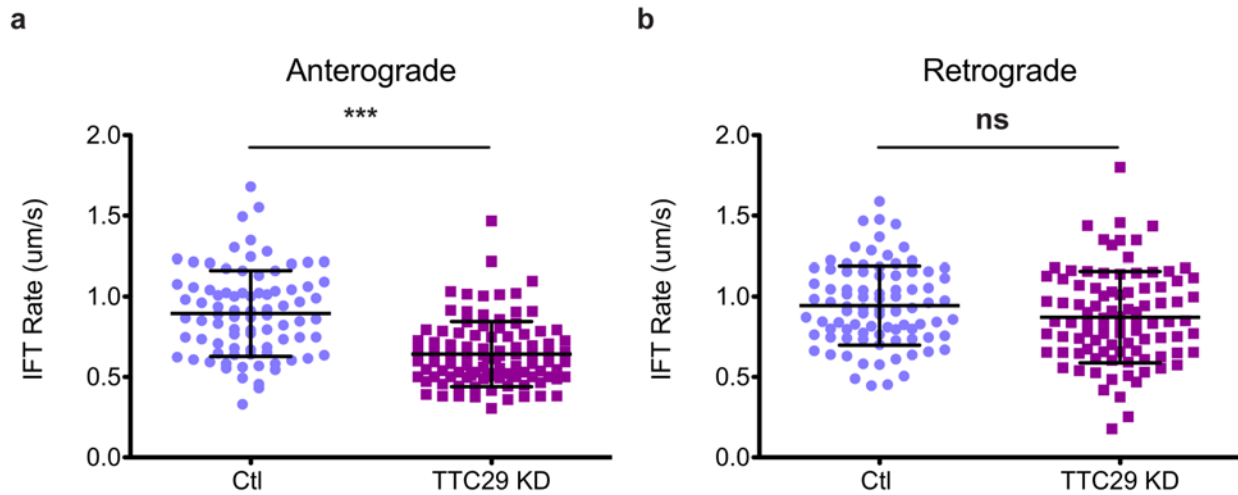 a
Anterograde
***
IFT Rate (um/s)
2.0
1.5
1.0
0.5
0.0
Ctl
TTC29 KD
b
Retrograde
ns
IFT Rate (um/s)
2.0
1.5
1.0
0.5
0.0
Ctl
TTC29 KD